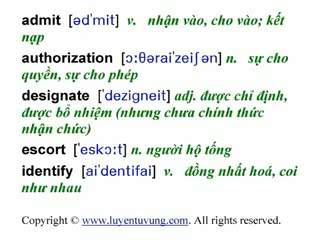 admit [əd'mit] v. nhận vào, cho vào; kết
nạp
authorization [ɔ:θərai'zei∫ən] n. sự cho
quyền, sự cho phép
designate ['dezigneit] adj. được chỉ định,
được bổ nhiệm (nhưng chưa chính thức
nhận chức)
escort ['eskɔ:t] n. người hộ tống
identify [ai'dentifai] v. đồng nhất hoá, coi
như nhau
Copyright © www.luyentuvung.com. All rights reserved.